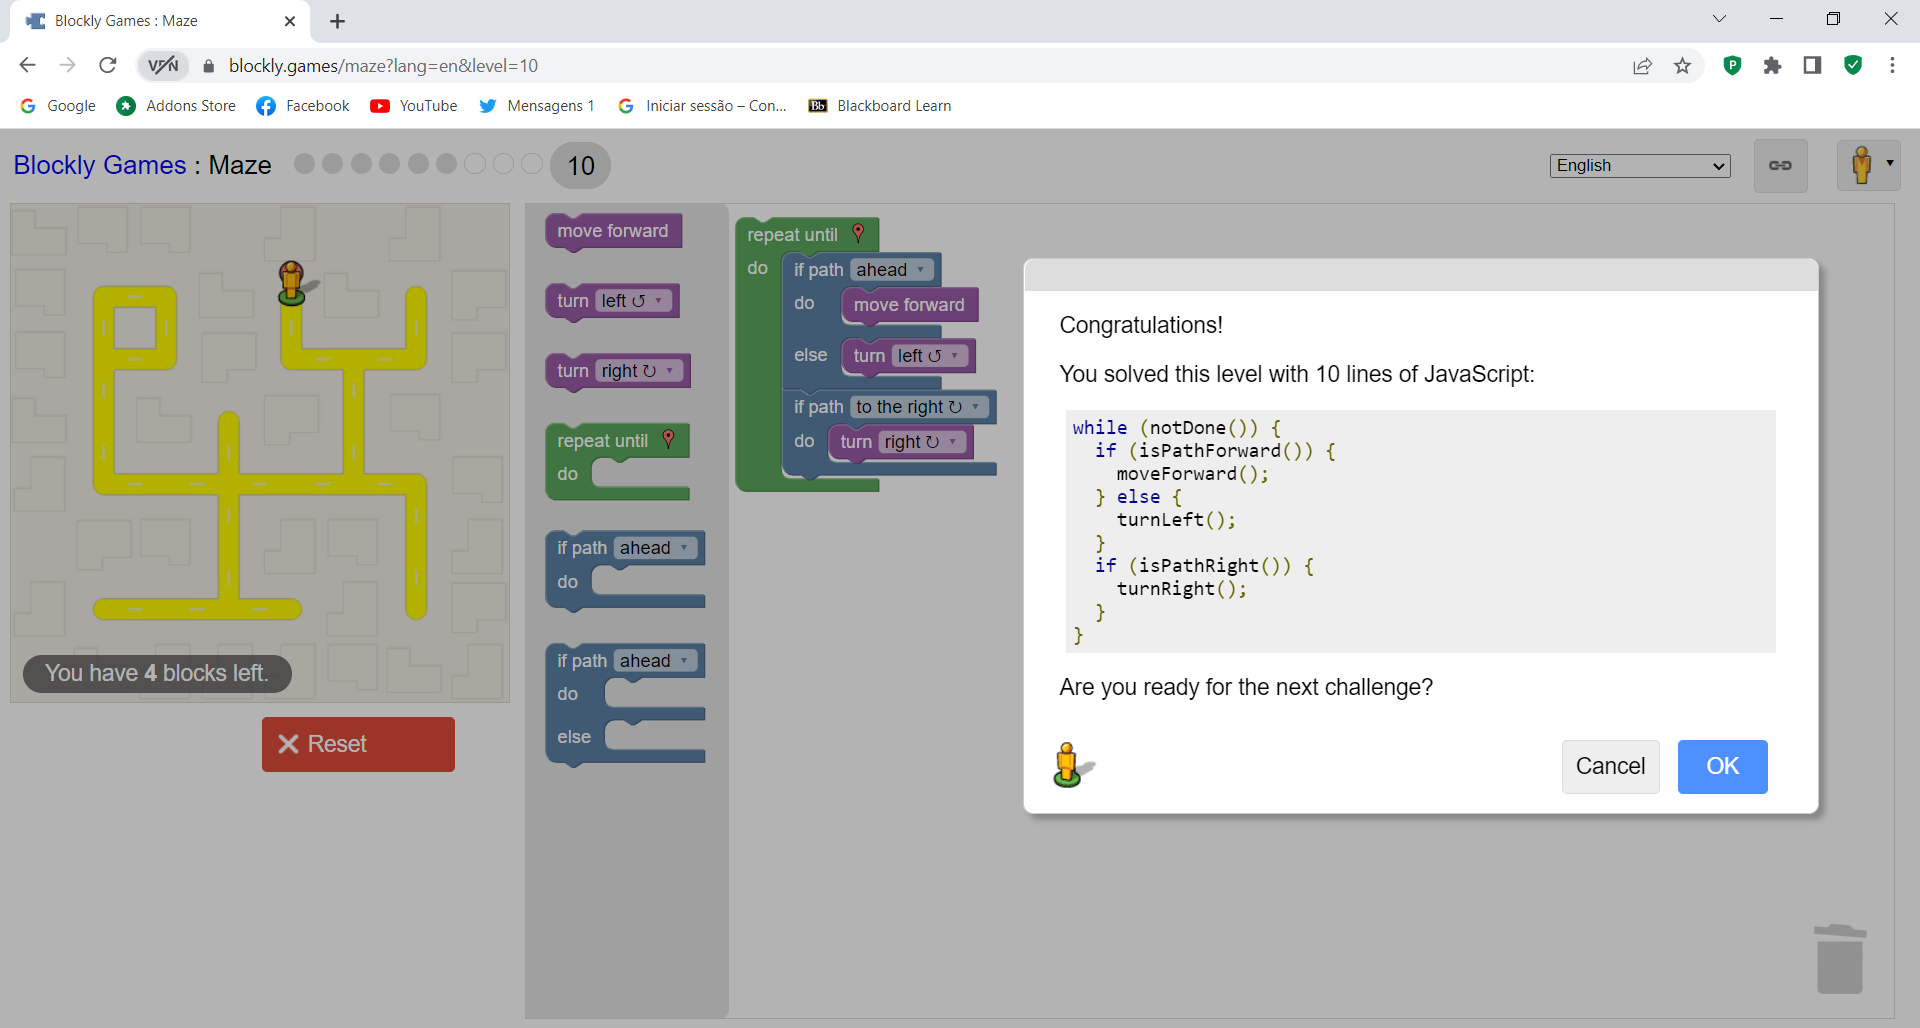 Blockly Games : Maze
blockly.games/maze?lang=en&level=10
Google Addons Store Facebook YouTube Mensagens 1 Iniciar sessão – Con... Bb Blackboard Learn
Blockly Games : Maze 10 English
move forward
turn left ↺
turn right ↻
repeat until
do
if path ahead
do
if path ahead
do
else
repeat until
do
if path ahead
do
move forward
else
turn left ↺
if path to the right ↻
do
turn right ↻
You have 4 blocks left.
Reset
Congratulations!
You solved this level with 10 lines of JavaScript:
while (notDone()) {
if (isPathForward()) {
moveForward();
} else {
turnLeft();
}
if (isPathRight()) {
turnRight();
}
}
Are you ready for the next challenge?
Cancel OK